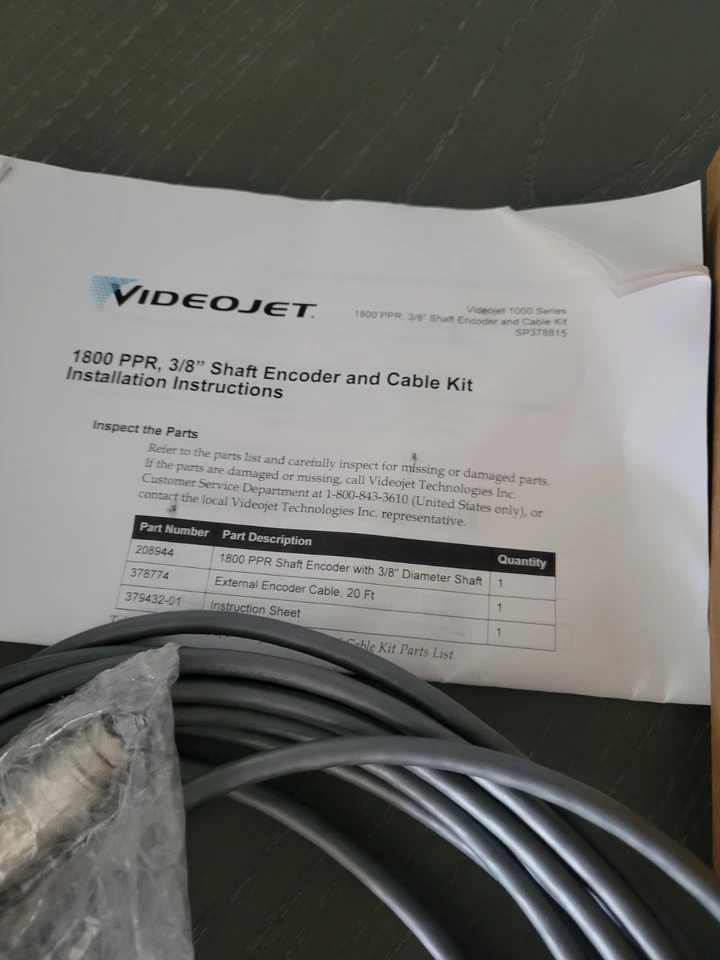 VIDEOJET.
Videojet 1000 Series
1800 PPR, 3/8" Shaft Encoder and Cable Kit
SP378815
1800 PPR, 3/8" Shaft Encoder and Cable Kit
Installation Instructions
Inspect the Parts
Refer to the parts list and carefully inspect for missing or damaged parts.
If the parts are damaged or missing, call Videojet Technologies Inc.
Customer Service Department at 1-800-843-3610 (United States only), or
contact the local Videojet Technologies Inc. representative.
Part Number Part Description Quantity
208944 1800 PPR Shaft Encoder with 3/8" Diameter Shaft 1
378774 External Encoder Cable, 20 Ft 1
379432-01 Instruction Sheet 1
Cable Kit Parts List